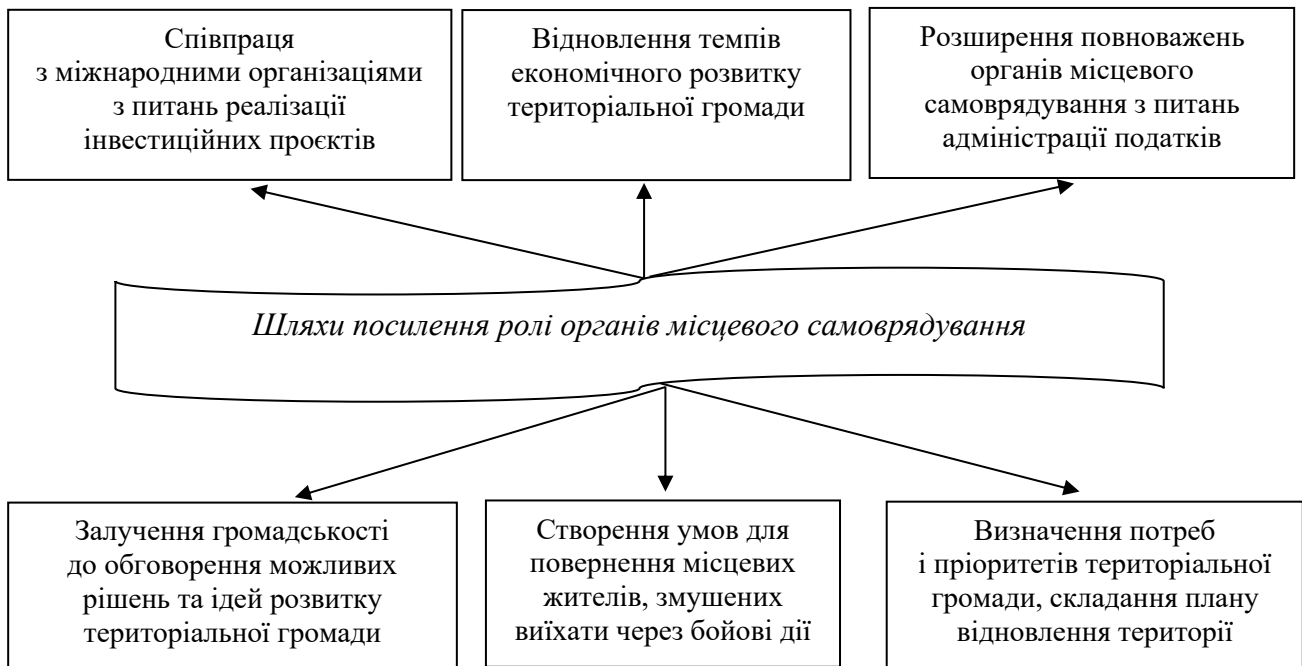 Співпраця
з міжнародними організаціями
з питань реалізації
інвестиційних проєктів
Відновлення темпів
економічного розвитку
територіальної громади
Розширення повноважень
органів місцевого
самоврядування з питань
адміністрації податків
Шляхи посилення ролі органів місцевого самоврядування
Залучення громадськості
до обговорення можливих
рішень та ідей розвитку
територіальної громади
Створення умов для
повернення місцевих
жителів, змушених
виїхати через бойові дії
Визначення потреб
і пріоритетів територіальної
громади, складання плану
відновлення території